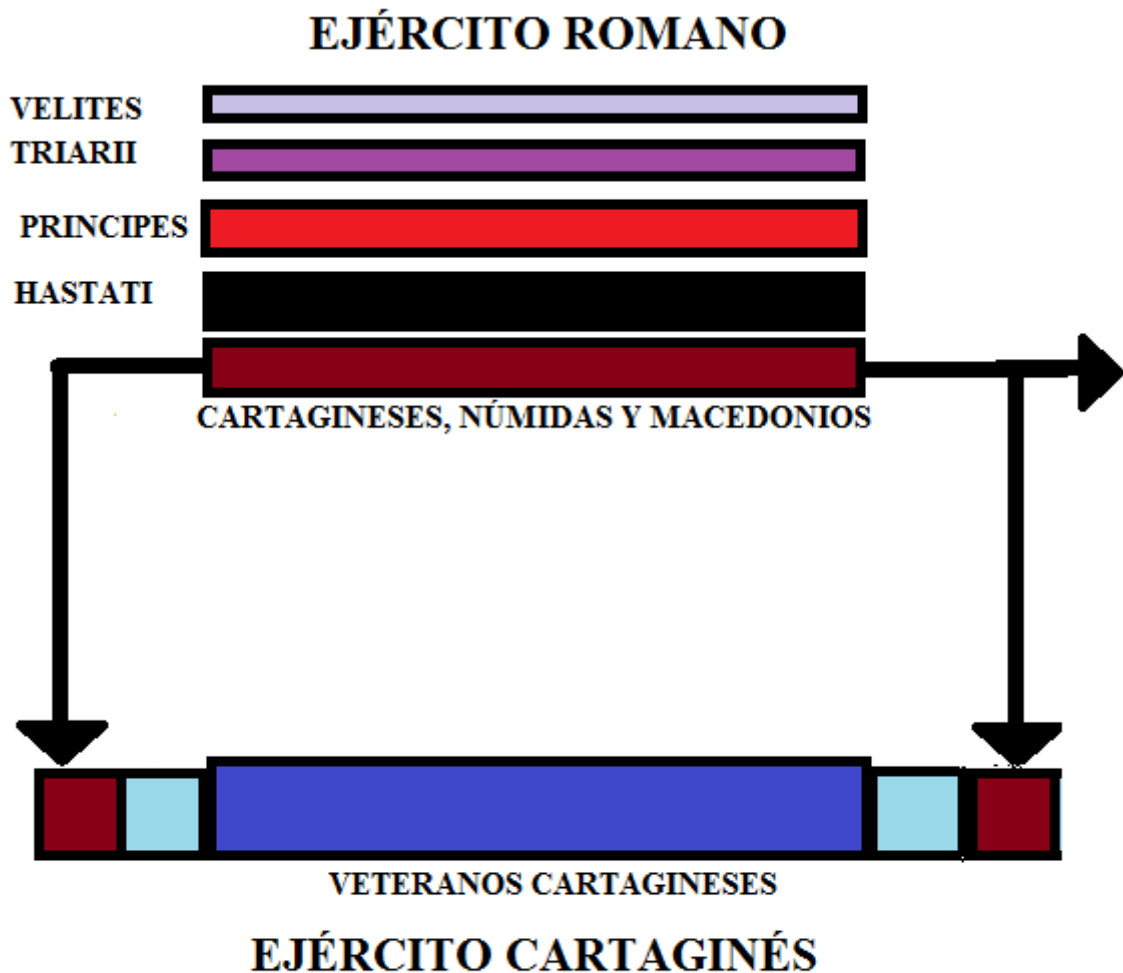 EJÉRCITO ROMANO
VELITES
TRIARII
PRINCIPES
HASTATI
CARTAGINESES, NÚMIDAS Y MACEDONIOS
VETERANOS CARTAGINESES
EJÉRCITO CARTAGINÉS